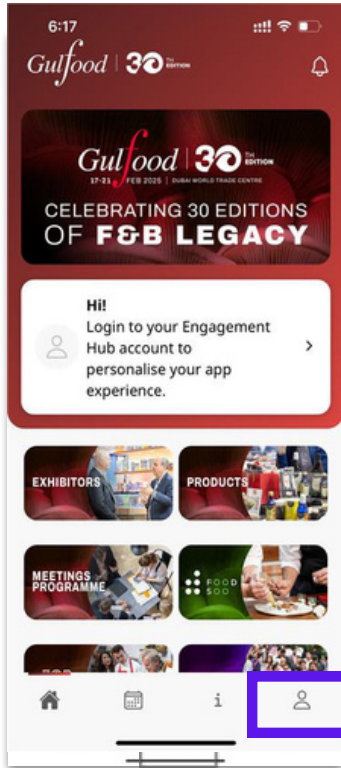 6:17
Gulfood 30 TH EDITION
Gulfood 30 TH EDITION
17-21 FEB 2025 | DUBAI WORLD TRADE CENTRE
CELEBRATING 30 EDITIONS
OF F&B LEGACY
Hi!
Login to your Engagement
Hub account to
personalise your app
experience.
EXHIBITORS
PRODUCTS
MEETINGS
PROGRAMME
FOOD
500
i